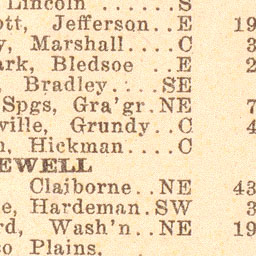 Lincoln ...... S
ott, Jefferson..E 19
y, Marshall....C 3
ark, Bledsoe ..E 2
, Bradley....SE
Spgs, Gra'gr.NE 7
ville, Grundy..C 4
n, Hickman....C
EWELL
Claiborne..NE 43
e, Hardeman.SW 3
rd, Wash'n..NE 19
co Plains,